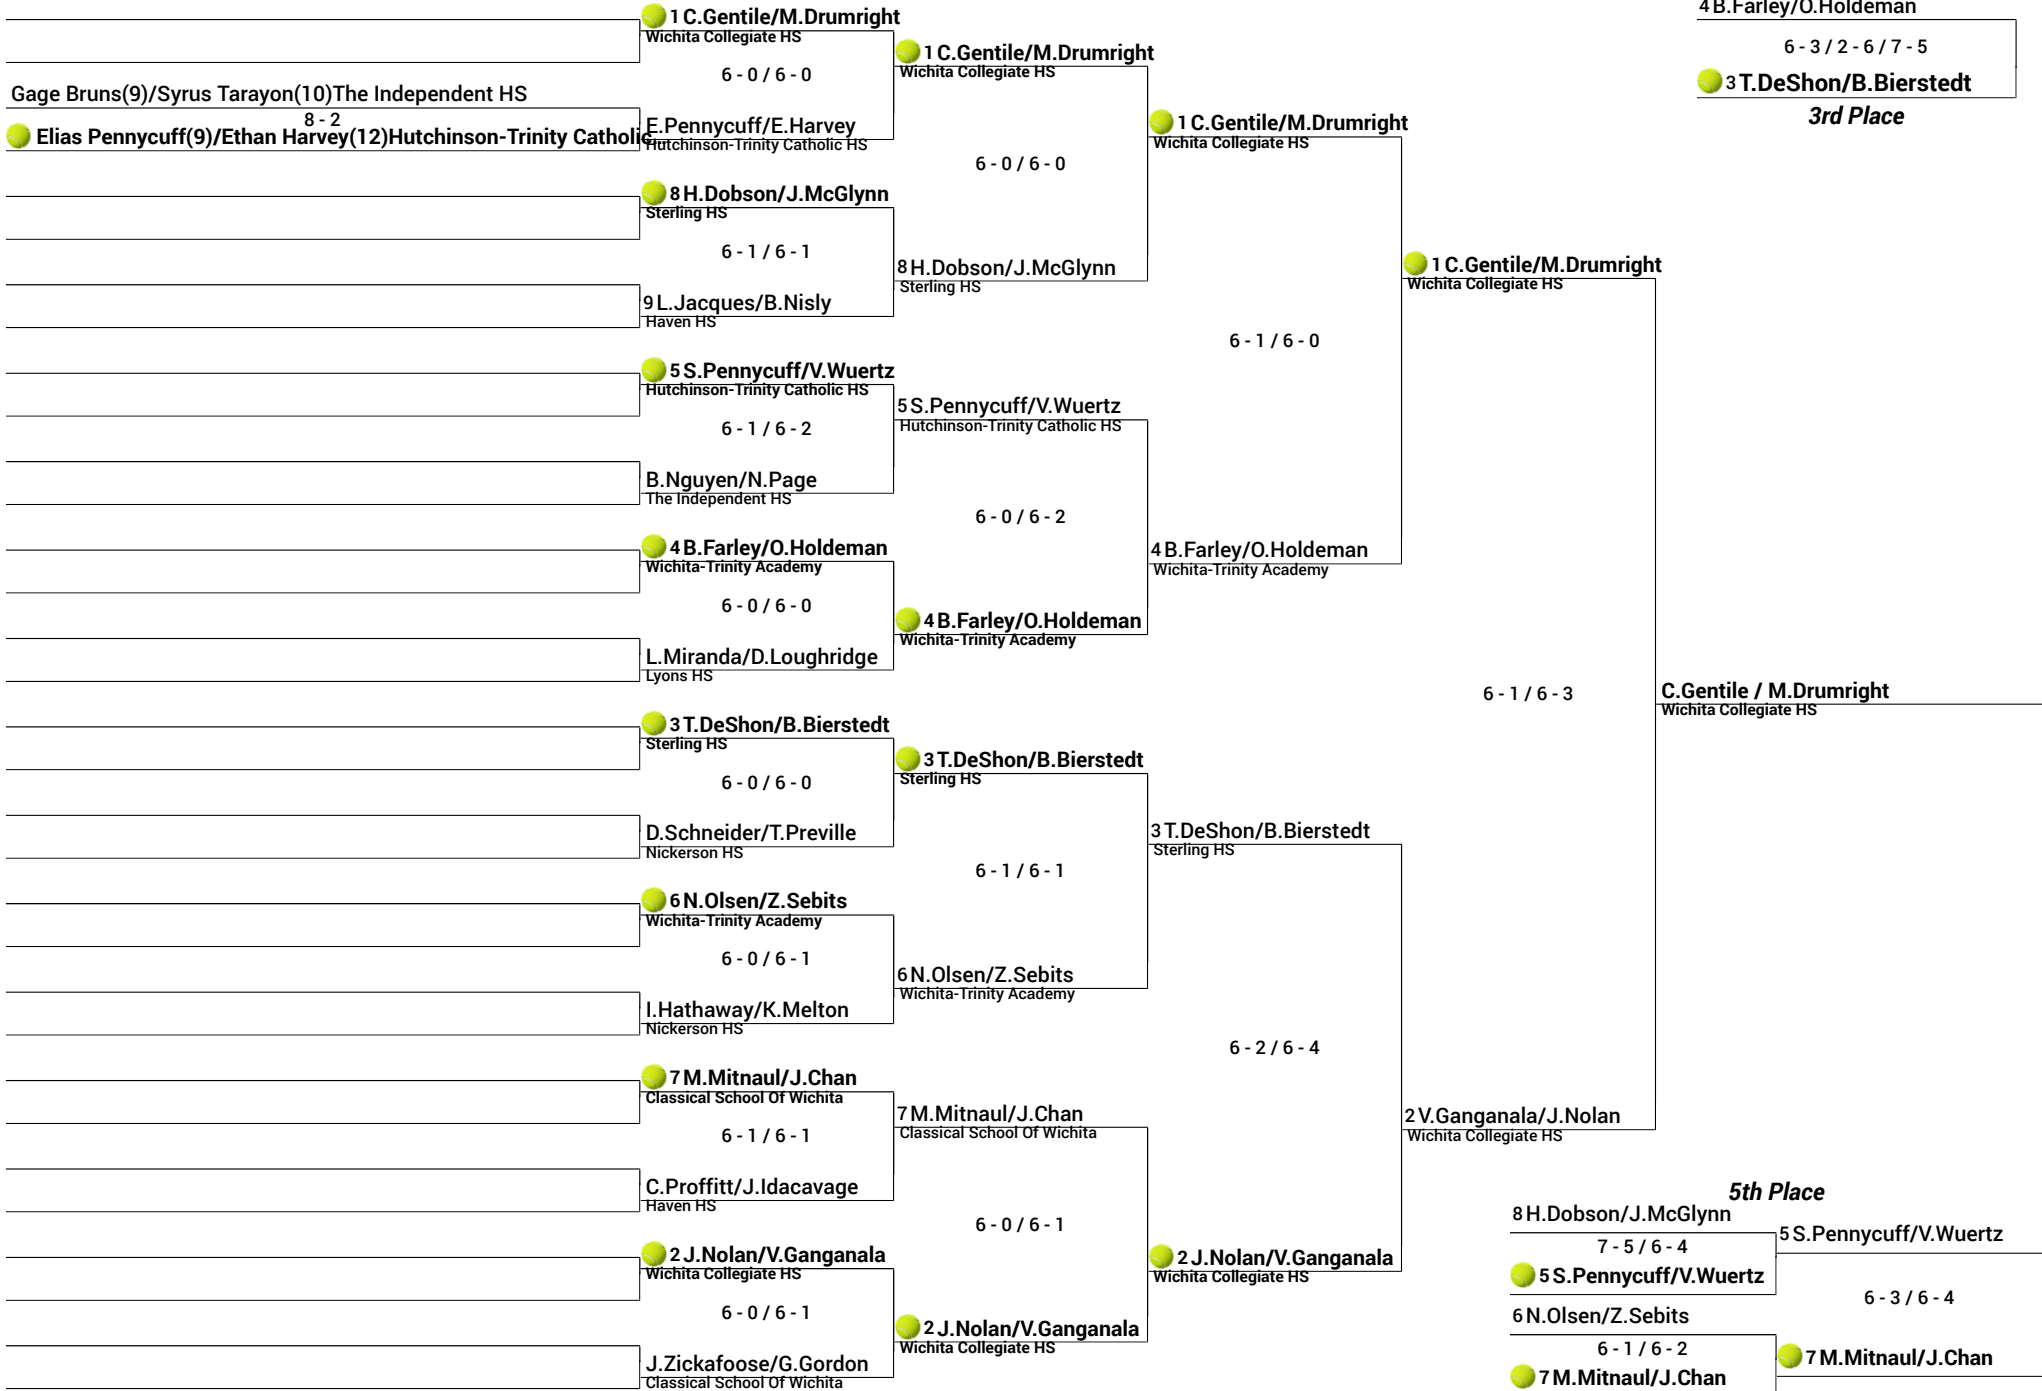 1 C.Gentile/M.Drumright
Wichita Collegiate HS
6 - 0 / 6 - 0
Gage Bruns(9)/Syrus Tarayon(10)The Independent HS
8 - 2
Elias Pennycuff(9)/Ethan Harvey(12)Hutchinson-Trinity Catholic
E.Pennycuff/E.Harvey
Hutchinson-Trinity Catholic HS
8 H.Dobson/J.McGlynn
Sterling HS
6 - 1 / 6 - 1
9 L.Jacques/B.Nisly
Haven HS
5 S.Pennycuff/V.Wuertz
Hutchinson-Trinity Catholic HS
6 - 1 / 6 - 2
B.Nguyen/N.Page
The Independent HS
4 B.Farley/O.Holdeman
Wichita-Trinity Academy
6 - 0 / 6 - 0
L.Miranda/D.Loughridge
Lyons HS
3 T.DeShon/B.Bierstedt
Sterling HS
6 - 0 / 6 - 0
D.Schneider/T.Preville
Nickerson HS
6 N.Olsen/Z.Sebits
Wichita-Trinity Academy
6 - 0 / 6 - 1
I.Hathaway/K.Melton
Nickerson HS
7 M.Mitnaul/J.Chan
Classical School Of Wichita
6 - 1 / 6 - 1
C.Proffitt/J.Idacavage
Haven HS
2 J.Nolan/V.Ganganala
Wichita Collegiate HS
6 - 0 / 6 - 1
J.Zickafoose/G.Gordon
Classical School Of Wichita
1 C.Gentile/M.Drumright
Wichita Collegiate HS
6 - 0 / 6 - 0
8 H.Dobson/J.McGlynn
Sterling HS
5 S.Pennycuff/V.Wuertz
Hutchinson-Trinity Catholic HS
6 - 0 / 6 - 2
4 B.Farley/O.Holdeman
Wichita-Trinity Academy
3 T.DeShon/B.Bierstedt
Sterling HS
6 - 1 / 6 - 1
6 N.Olsen/Z.Sebits
Wichita-Trinity Academy
7 M.Mitnaul/J.Chan
Classical School Of Wichita
6 - 0 / 6 - 1
2 J.Nolan/V.Ganganala
Wichita Collegiate HS
1 C.Gentile/M.Drumright
Wichita Collegiate HS
6 - 1 / 6 - 0
4 B.Farley/O.Holdeman
Wichita-Trinity Academy
3 T.DeShon/B.Bierstedt
Sterling HS
6 - 2 / 6 - 4
2 J.Nolan/V.Ganganala
Wichita Collegiate HS
1 C.Gentile/M.Drumright
Wichita Collegiate HS
6 - 1 / 6 - 3
2 V.Ganganala/J.Nolan
Wichita Collegiate HS
C.Gentile / M.Drumright
Wichita Collegiate HS
4 B.Farley/O.Holdeman
6 - 3 / 2 - 6 / 7 - 5
3 T.DeShon/B.Bierstedt
3rd Place
5th Place
8 H.Dobson/J.McGlynn
7 - 5 / 6 - 4
5 S.Pennycuff/V.Wuertz
6 N.Olsen/Z.Sebits
6 - 1 / 6 - 2
7 M.Mitnaul/J.Chan
5 S.Pennycuff/V.Wuertz
6 - 3 / 6 - 4
7 M.Mitnaul/J.Chan